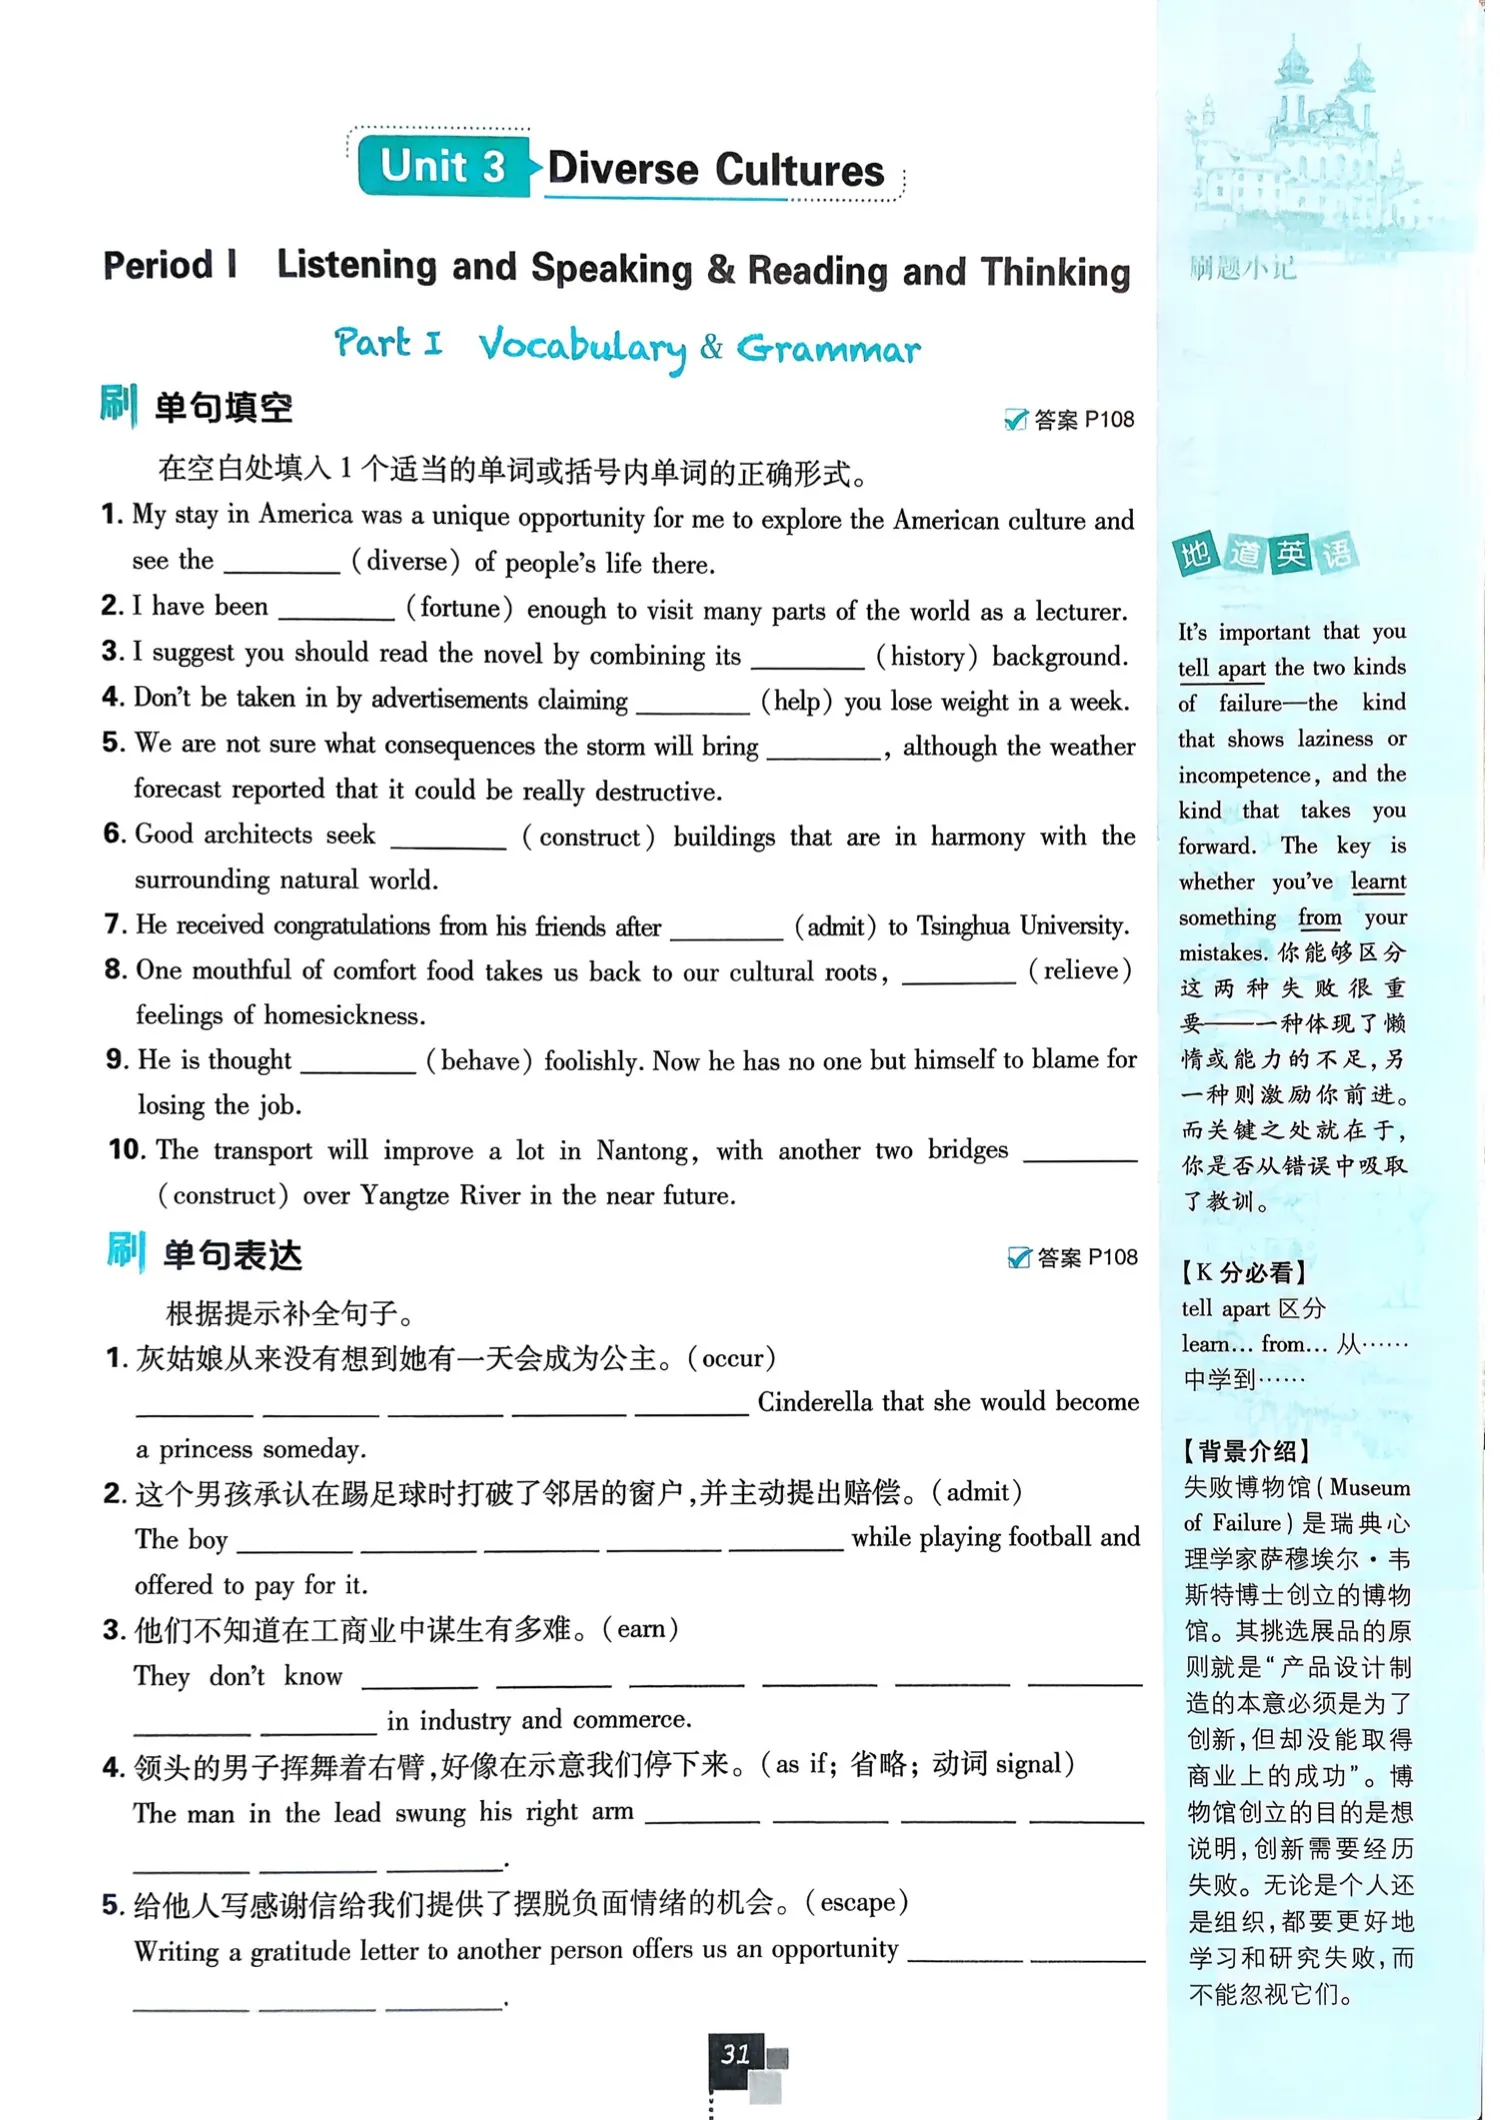 Unit 3 Diverse Cultures
Period Ⅰ Listening and Speaking & Reading and Thinking
Part I Vocabulary & Grammar
刷 单句填空
答案 P108
在空白处填入 1 个适当的单词或括号内单词的正确形式。
1. My stay in America was a unique opportunity for me to explore the American culture and
see the ________ (diverse) of people's life there.
2. I have been ________ (fortune) enough to visit many parts of the world as a lecturer.
3. I suggest you should read the novel by combining its ________ (history) background.
4. Don't be taken in by advertisements claiming ________ (help) you lose weight in a week.
5. We are not sure what consequences the storm will bring ________, although the weather
forecast reported that it could be really destructive.
6. Good architects seek ________ (construct) buildings that are in harmony with the
surrounding natural world.
7. He received congratulations from his friends after ________ (admit) to Tsinghua University.
8. One mouthful of comfort food takes us back to our cultural roots, ________ (relieve)
feelings of homesickness.
9. He is thought ________ (behave) foolishly. Now he has no one but himself to blame for
losing the job.
10. The transport will improve a lot in Nantong, with another two bridges ________
(construct) over Yangtze River in the near future.
刷 单句表达
答案 P108
根据提示补全句子。
1. 灰姑娘从来没有想到她有一天会成为公主。(occur)
________ ________ ________ ________ ________ Cinderella that she would become
a princess someday.
2. 这个男孩承认在踢足球时打破了邻居的窗户,并主动提出赔偿。(admit)
The boy ________ ________ ________ ________ ________ while playing football and
offered to pay for it.
3. 他们不知道在工商业中谋生有多难。(earn)
They don't know ________ ________ ________ ________ ________ ________
________ ________ in industry and commerce.
4. 领头的男子挥舞着右臂,好像在示意我们停下来。(as if; 省略; 动词 signal)
The man in the lead swung his right arm ________ ________ ________ ________
________ ________ ________.
5. 给他人写感谢信给我们提供了摆脱负面情绪的机会。(escape)
Writing a gratitude letter to another person offers us an opportunity ________ ________
________ ________ ________.
31
刷题小记
地道英语
It's important that you
tell apart the two kinds
of failure—the kind
that shows laziness or
incompetence, and the
kind that takes you
forward. The key is
whether you've learnt
something from your
mistakes. 你能够区分
这两种失败很重
要——一种体现了懒
惰或能力的不足,另
一种则激励你前进。
而关键之处就在于,
你是否从错误中吸取
了教训。
【K 分必看】
tell apart 区分
learn... from... 从……
中学到……
【背景介绍】
失败博物馆(Museum
of Failure)是瑞典心
理学家萨穆埃尔·韦
斯特博士创立的博物
馆。其挑选展品的原
则就是“产品设计制
造的本意必须是为了
创新,但却没能取得
商业上的成功”。博
物馆创立的目的是想
说明,创新需要经历
失败。无论是个人还
是组织,都要更好地
学习和研究失败,而
不能忽视它们。